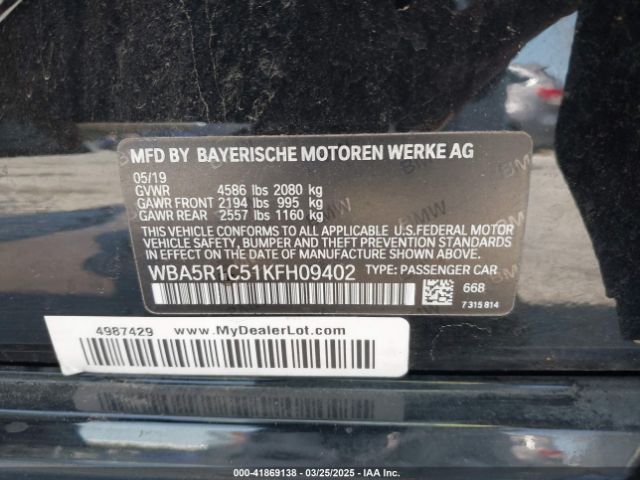 MFD BY BAYERISCHE MOTOREN WERKE AG
05/19
GVWR 4586 lbs 2080 kg
GAWR FRONT 2194 lbs 995 kg
GAWR REAR 2557 lbs 1160 kg
THIS VEHICLE CONFORMS TO ALL APPLICABLE U.S.FEDERAL MOTOR
VEHICLE SAFETY, BUMPER AND THEFT PREVENTION STANDARDS
IN EFFECT ON THE DATE OF MANUFACTURE SHOWN ABOVE.
WBA5R1C51KFH09402 TYPE: PASSENGER CAR
668
7 315 814
4987429 www.MyDealerLot.com
000-41869138 - 03/25/2025 - IAA Inc.